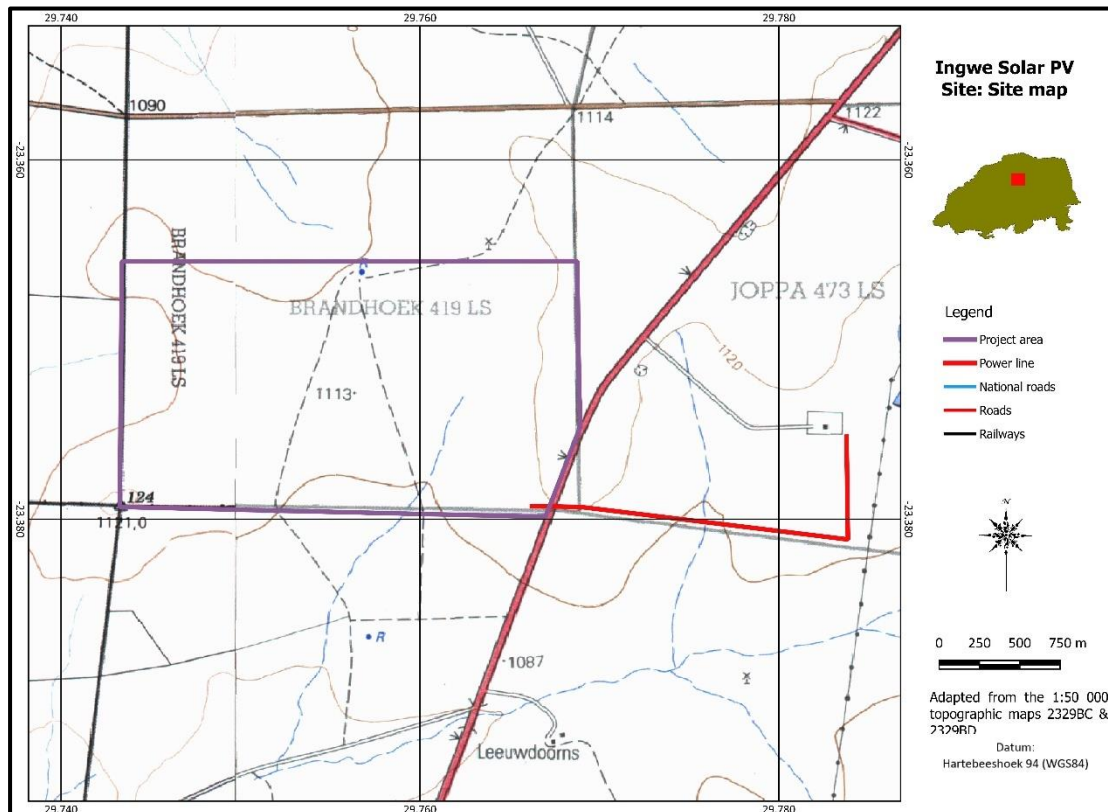 29.740
29.760
29.780
1090
1114
1122
-23.360
-23.360
BRANDHOEK 419 LS
BRANDHOEK 419 LS
JOPPA 473 LS
1120
1113
124
1121,0
-23.380
-23.380
R
1087
Leeuwdoorns
29.740
29.760
29.780
Ingwe Solar PV
Site: Site map
Legend
Project area
Power line
National roads
Roads
Railways
N
0 250 500 750 m
Adapted from the 1:50 000
topographic maps 2329BC &
2329BD
Datum:
Hartebeeshoek 94 (WGS84)